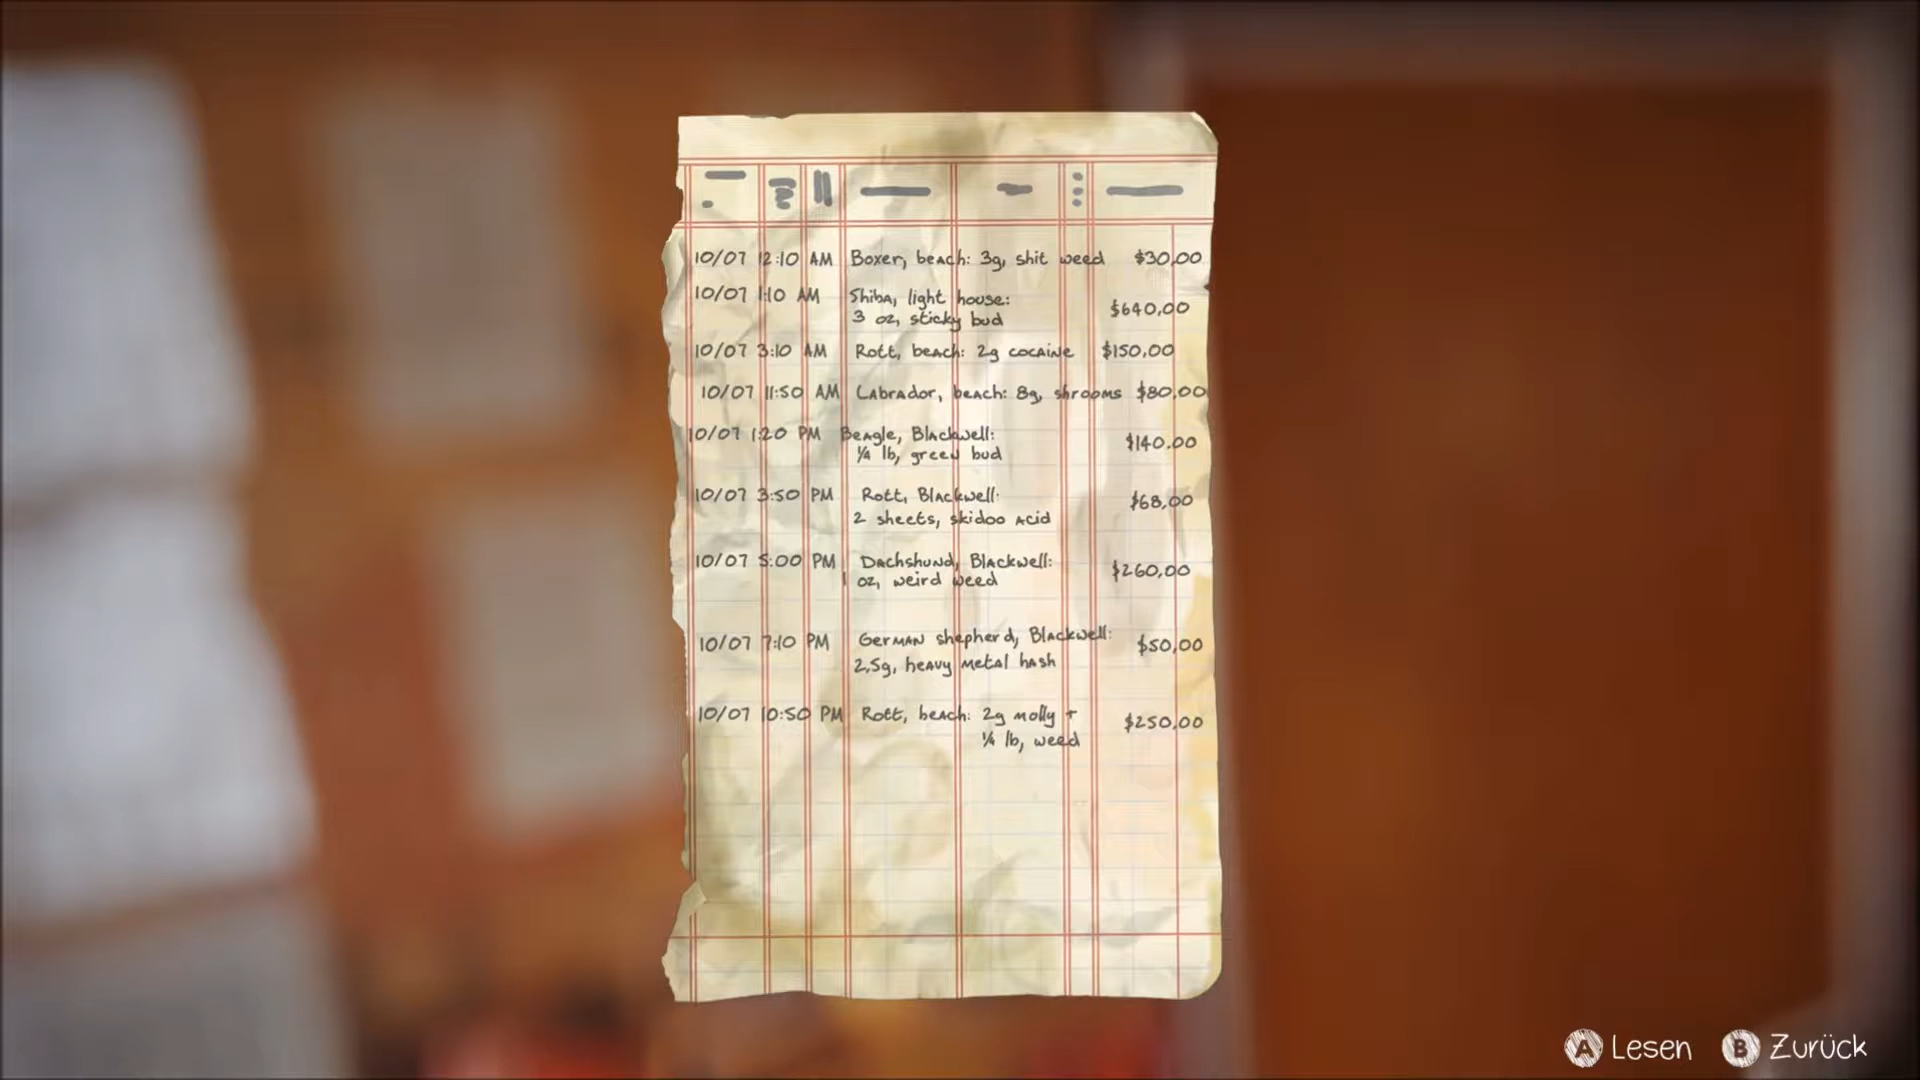 10/07 12:10 AM Boxer, beach: 3g, shit weed $30,00
10/07 1:10 AM Shiba, light house:
3 oz, sticky bud $640,00
10/07 3:10 AM Rott, beach: 2g cocaine $150,00
10/07 11:50 AM Labrador, beach: 8g, shrooms $80,00
10/07 1:20 PM Beagle, Blackwell:
¼ lb, green bud $140.00
10/07 3:50 PM Rott, Blackwell:
2 sheets, skidoo acid $68,00
10/07 5:00 PM Dachshund, Blackwell:
1 oz, weird weed $260,00
10/07 7:10 PM German shepherd, Blackwell: $50,00
2,5g, heavy metal hash
10/07 10:50 PM Rott, beach: 2g molly + $250,00
¼ lb, weed
A Lesen B Zurück